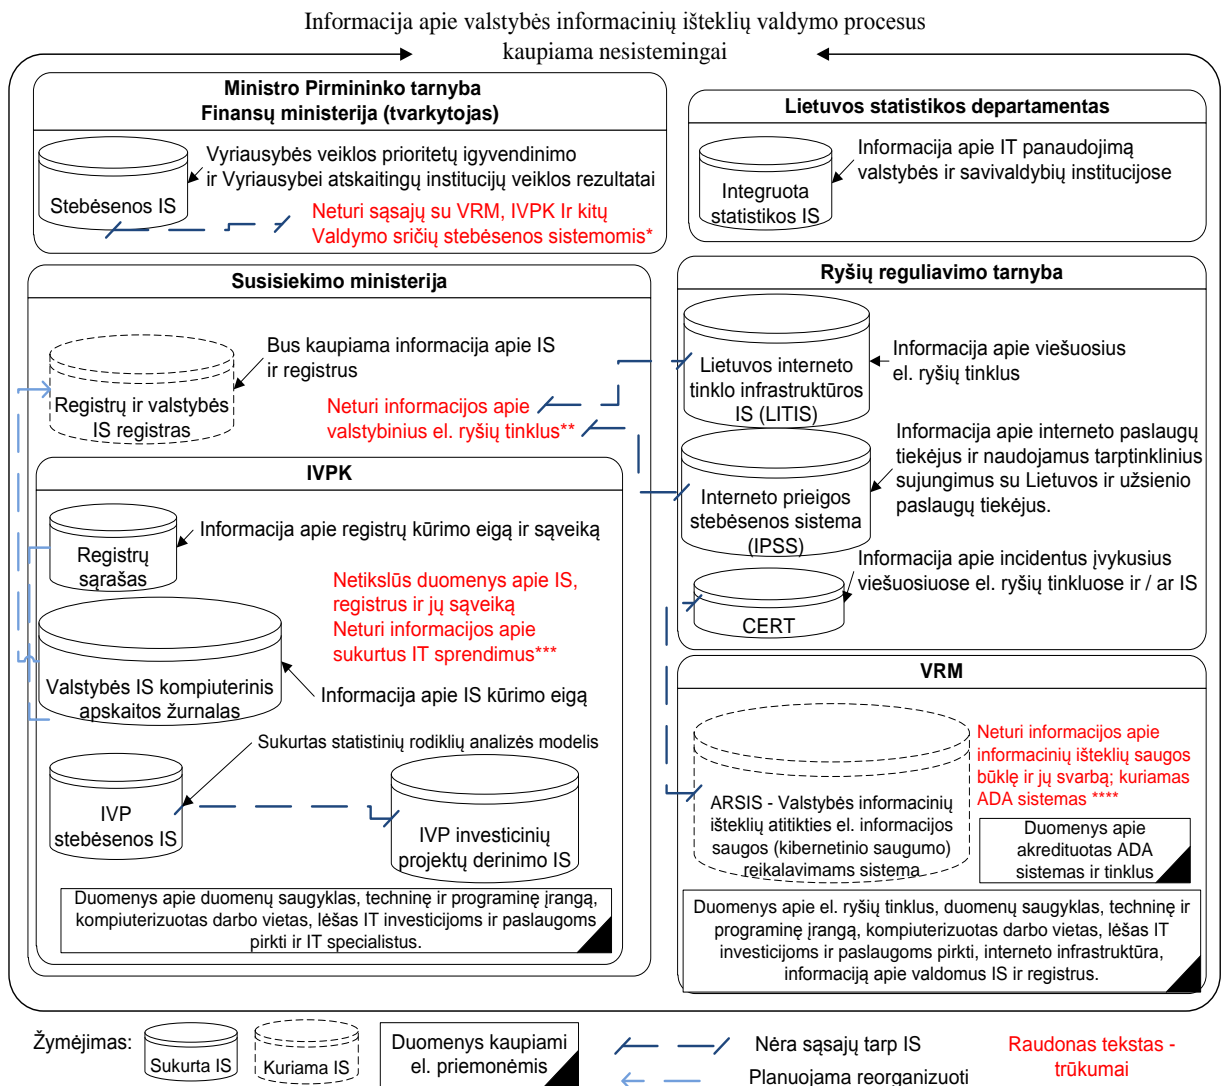 Informacija apie valstybės informacinių išteklių valdymo procesus
kaupiama nesistemingai
Ministro Pirmininko tarnyba
Finansų ministerija (tvarkytojas)
Stebėsenos IS
Vyriausybės veiklos prioritetų igyvendinimo
ir Vyriausybei atskaitingų institucijų veiklos rezultatai
Neturi sąsajų su VRM, IVPK Ir kitų
Valdymo sričių stebėsenos sistemomis*
Lietuvos statistikos departamentas
Integruota
statistikos IS
Informacija apie IT panaudojimą
valstybės ir savivaldybių institucijose
Susisiekimo ministerija
Registrų ir valstybės
IS registras
Bus kaupiama informacija apie IS
ir registrus
Neturi informacijos apie
valstybinius el. ryšių tinklus**
IVPK
Registrų
sąrašas
Informacija apie registrų kūrimo eigą ir sąveiką
Netikslūs duomenys apie IS,
registrus ir jų sąveiką
Neturi informacijos apie
sukurtus IT sprendimus***
Valstybės IS kompiuterinis
apskaitos žurnalas
Informacija apie IS kūrimo eigą
Sukurtas statistinių rodiklių analizės modelis
IVP
stebėsenos IS
IVP investicinių
projektų derinimo IS
Duomenys apie duomenų saugyklas, techninę ir programinę įrangą,
kompiuterizuotas darbo vietas, lėšas IT investicijoms ir paslaugoms
pirkti ir IT specialistus.
Ryšių reguliavimo tarnyba
Lietuvos interneto
tinklo infrastruktūros
IS (LITIS)
Informacija apie viešuosius
el. ryšių tinklus
Interneto prieigos
stebėsenos sistema
(IPSS)
Informacija apie interneto paslaugų
tiekėjus ir naudojamus tarptinklinius
sujungimus su Lietuvos ir užsienio
paslaugų tiekėjus.
CERT
Informacija apie incidentus įvykusius
viešuosiuose el. ryšių tinkluose ir / ar IS
VRM
ARSIS - Valstybės informacinių
išteklių atitikties el. informacijos
saugos (kibernetinio saugumo)
reikalavimams sistema
Neturi informacijos apie
informacinių išteklių saugos
būklę ir jų svarbą; kuriamas
ADA sistemas ****
Duomenys apie
akredituotas ADA
sistemas ir tinklus
Duomenys apie el. ryšių tinklus, duomenų saugyklas, techninę ir
programinę įrangą, kompiuterizuotas darbo vietas, lėšas IT
investicijoms ir paslaugoms pirkti, interneto infrastruktūra,
informaciją apie valdomus IS ir registrus.
Žymėjimas:
Sukurta IS
Kuriama IS
Duomenys kaupiami
el. priemonėmis
Nėra sąsajų tarp IS
Planuojama reorganizuoti
Raudonas tekstas -
trūkumai